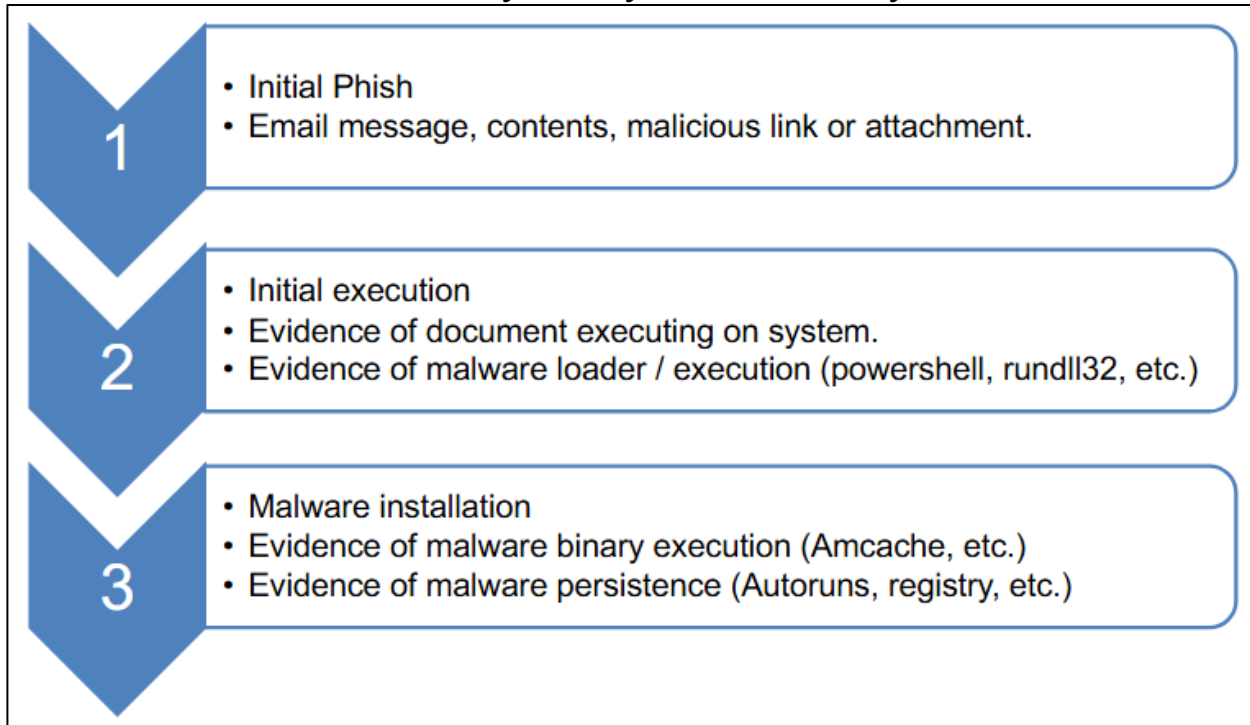 1
• Initial Phish
• Email message, contents, malicious link or attachment.
2
• Initial execution
• Evidence of document executing on system.
• Evidence of malware loader / execution (powershell, rundll32, etc.)
3
• Malware installation
• Evidence of malware binary execution (Amcache, etc.)
• Evidence of malware persistence (Autoruns, registry, etc.)